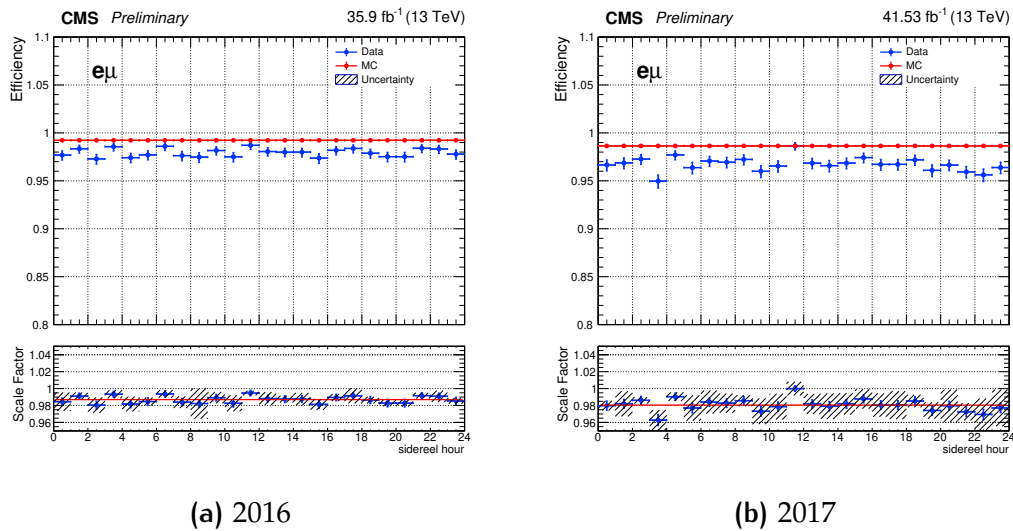 CMS Preliminary 35.9 fb⁻¹ (13 TeV)
Efficiency
1.1
1.05
1
0.95
0.9
0.85
0.8
eμ
Data
MC
Uncertainty
Scale Factor
1.04
1.02
1
0.98
0.96
0 2 4 6 8 10 12 14 16 18 20 22 24
sidereel hour
(a) 2016
CMS Preliminary 41.53 fb⁻¹ (13 TeV)
Efficiency
1.1
1.05
1
0.95
0.9
0.85
0.8
eμ
Data
MC
Uncertainty
Scale Factor
1.04
1.02
1
0.98
0.96
0 2 4 6 8 10 12 14 16 18 20 22 24
sidereel hour
(b) 2017